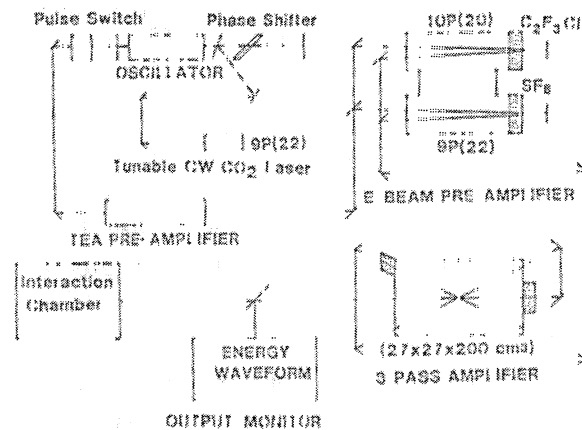 Pulse Switch
Phase Shifter
OSCILLATOR
9P(22)
Tunable CW CO2 Laser
TEA PRE-AMPLIFIER
10P(20)
C2F3Cl
SF6
9P(22)
E BEAM PRE AMPLIFIER
Interaction
Chamber
ENERGY
WAVEFORM
OUTPUT MONITOR
(27x27x200 cm3)
3 PASS AMPLIFIER